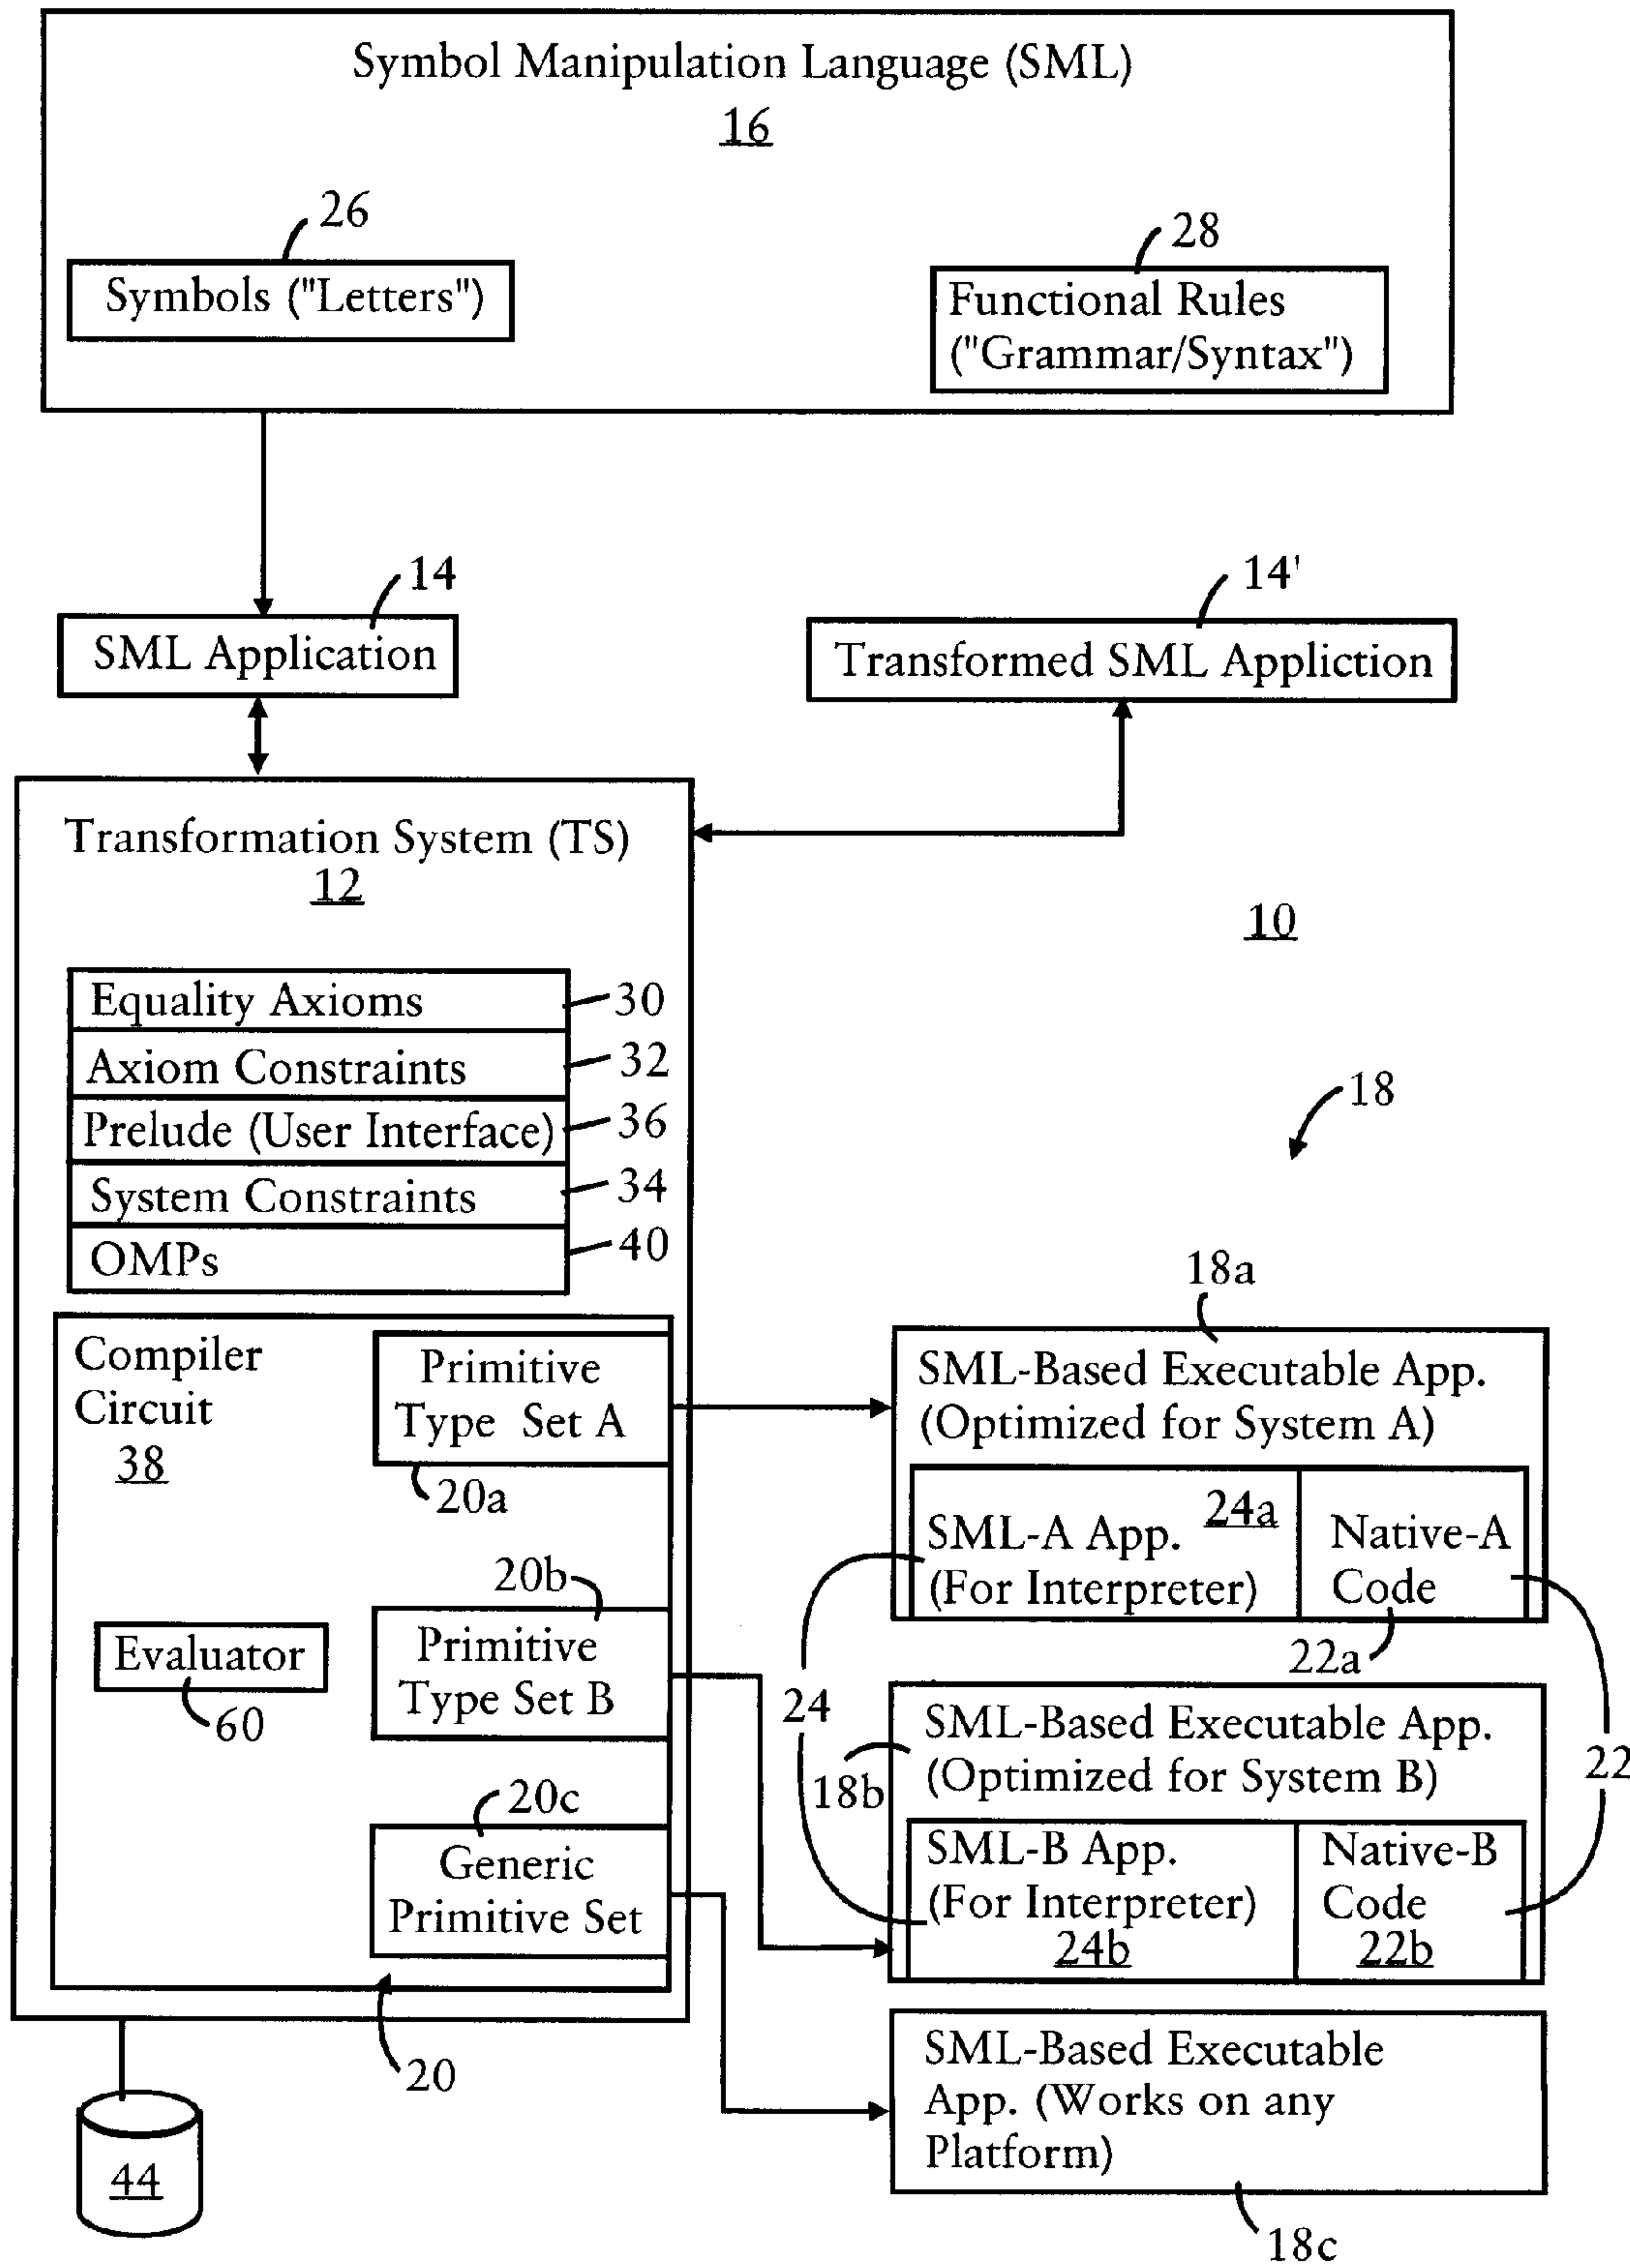 Symbol Manipulation Language (SML)
16
26
28
Symbols ("Letters")
Functional Rules
("Grammar/Syntax")
14
14'
SML Application
Transformed SML Appliction
Transformation System (TS)
12
10
Equality Axioms
30
Axiom Constraints
32
Prelude (User Interface)
36
System Constraints
34
OMPs
40
18
Compiler
Circuit
38
Primitive
Type Set A
20a
20b
Primitive
Type Set B
Evaluator
60
20c
Generic
Primitive Set
20
44
18a
SML-Based Executable App.
(Optimized for System A)
24a
SML-A App.
(For Interpreter)
Native-A
Code
22a
24
22
18b
SML-Based Executable App.
(Optimized for System B)
SML-B App.
(For Interpreter)
24b
Native-B
Code
22b
SML-Based Executable
App. (Works on any
Platform)
18c